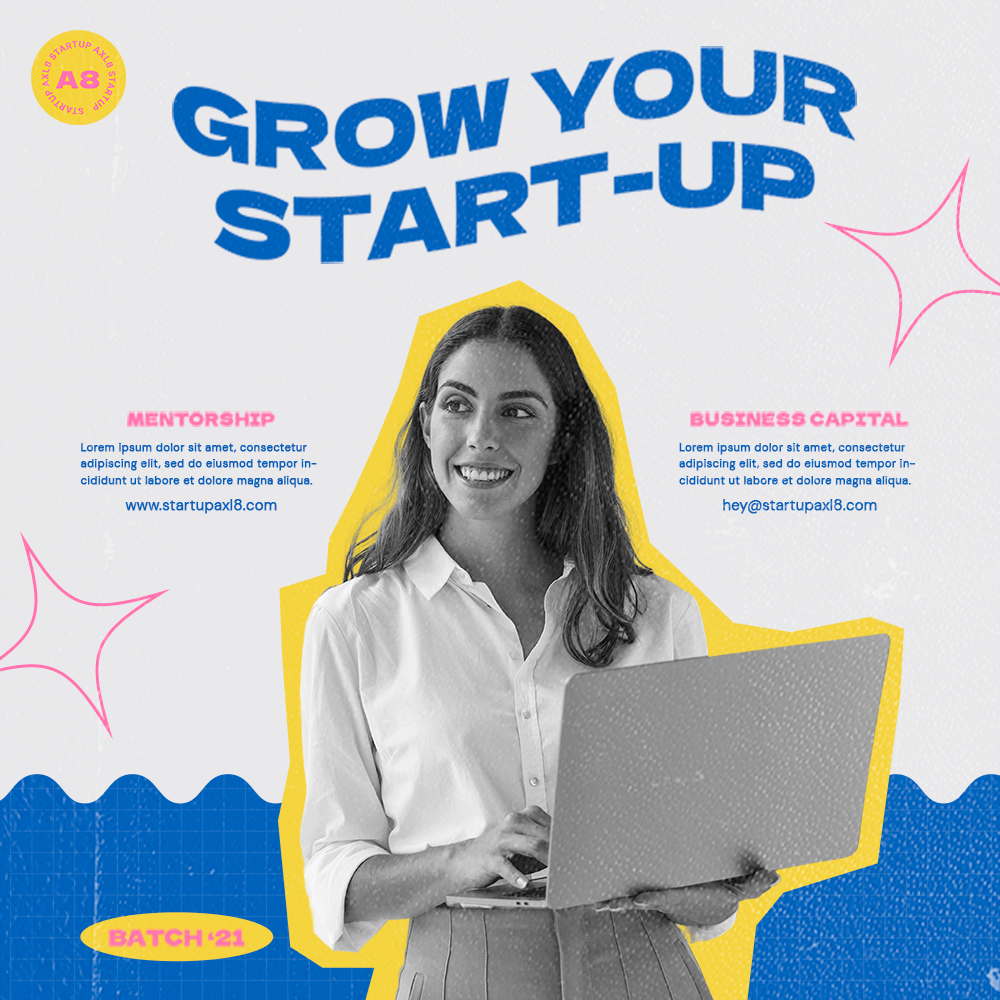 STARTUP AXL8 STARTUP AXL8 STARTUP
A8
GROW YOUR
START-UP
MENTORSHIP
Lorem ipsum dolor sit amet, consectetur
adipiscing elit, sed do eiusmod tempor in-
cididunt ut labore et dolore magna aliqua.
www.startupaxl8.com
BUSINESS CAPITAL
Lorem ipsum dolor sit amet, consectetur
adipiscing elit, sed do eiusmod tempor in-
cididunt ut labore et dolore magna aliqua.
hey@startupaxl8.com
BATCH ‘21